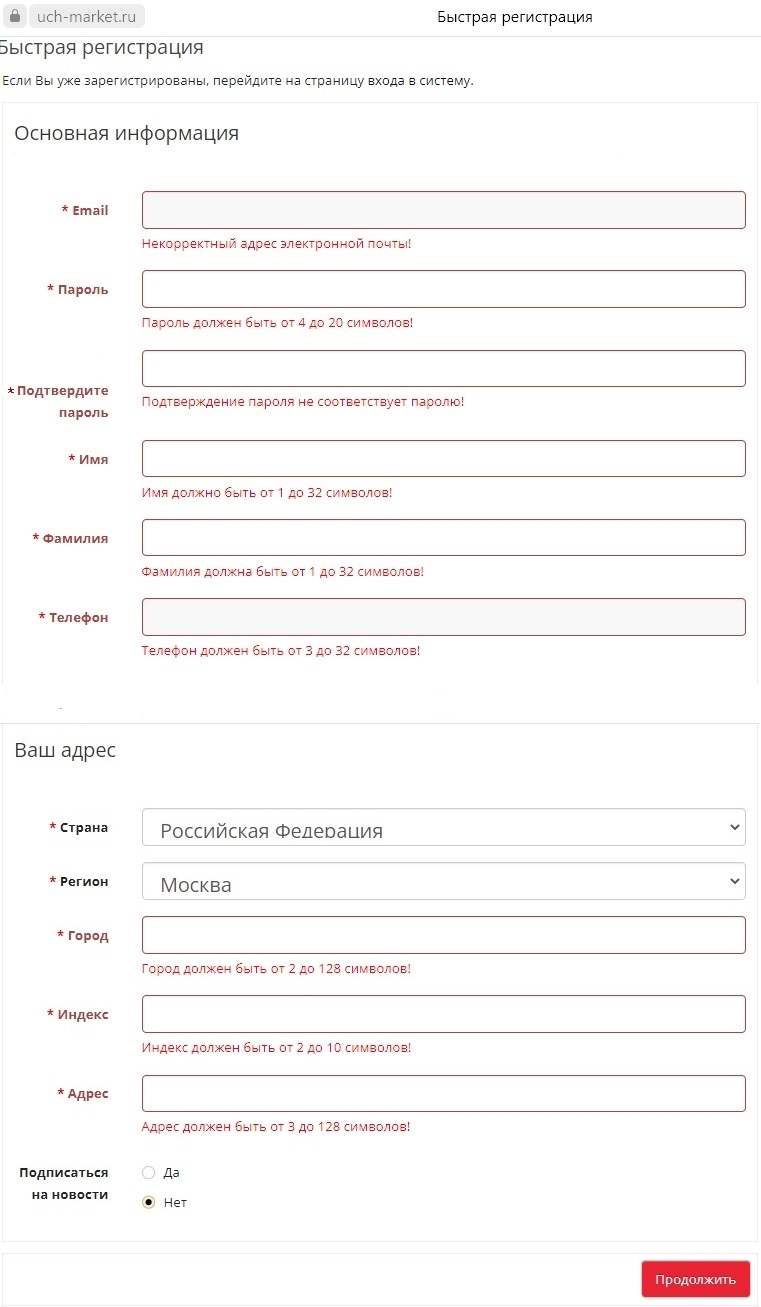 uch-market.ru Быстрая регистрация
Быстрая регистрация
Если Вы уже зарегистрированы, перейдите на страницу входа в систему.
Основная информация
* Email
Некорректный адрес электронной почты!
* Пароль
Пароль должен быть от 4 до 20 символов!
* Подтвердите
пароль
Подтверждение пароля не соответствует паролю!
* Имя
Имя должно быть от 1 до 32 символов!
* Фамилия
Фамилия должна быть от 1 до 32 символов!
* Телефон
Телефон должен быть от 3 до 32 символов!
Ваш адрес
* Страна Российская Федерация
* Регион Москва
* Город
Город должен быть от 2 до 128 символов!
* Индекс
Индекс должен быть от 2 до 10 символов!
* Адрес
Адрес должен быть от 3 до 128 символов!
Подписаться
на новости
Да
Нет
Продолжить